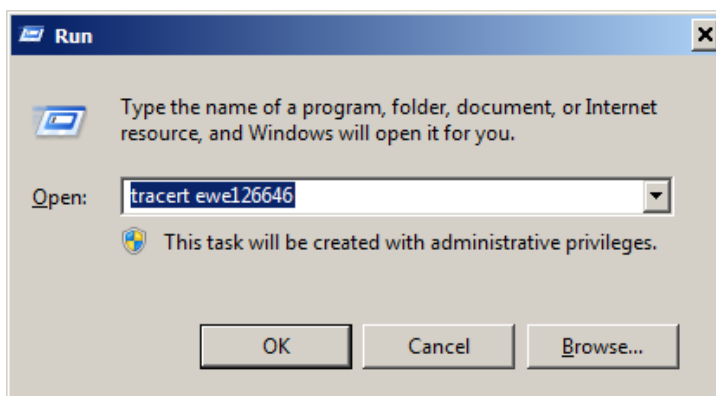 Run
Type the name of a program, folder, document, or Internet
resource, and Windows will open it for you.
Open: tracert ewe126646
This task will be created with administrative privileges.
OK Cancel Browse...